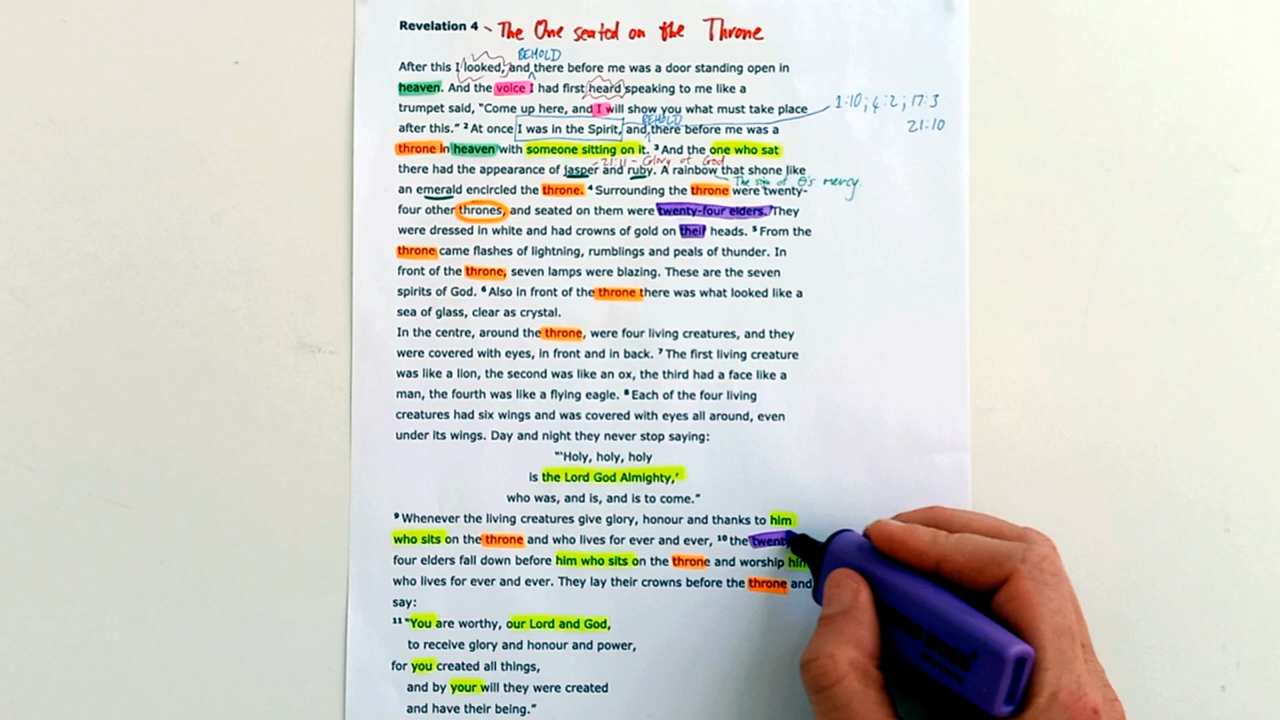 Revelation 4 - The One seated on the Throne
BEHOLD
After this I looked, and there before me was a door standing open in
heaven. And the voice I had first heard speaking to me like a
trumpet said, “Come up here, and I will show you what must take place
1:10; 4:2; 17:3
21:10
BEHOLD
after this.” ² At once I was in the Spirit, and there before me was a
throne in heaven with someone sitting on it. ³ And the one who sat
21:11 - Glory of God
there had the appearance of jasper and ruby. A rainbow that shone like
The sign of θ's mercy.
an emerald encircled the throne. ⁴ Surrounding the throne were twenty-
four other thrones, and seated on them were twenty-four elders. They
were dressed in white and had crowns of gold on their heads. ⁵ From the
throne came flashes of lightning, rumblings and peals of thunder. In
front of the throne, seven lamps were blazing. These are the seven
spirits of God. ⁶ Also in front of the throne there was what looked like a
sea of glass, clear as crystal.
In the centre, around the throne, were four living creatures, and they
were covered with eyes, in front and in back. ⁷ The first living creature
was like a lion, the second was like an ox, the third had a face like a
man, the fourth was like a flying eagle. ⁸ Each of the four living
creatures had six wings and was covered with eyes all around, even
under its wings. Day and night they never stop saying:
“‘Holy, holy, holy
is the Lord God Almighty,’
who was, and is, and is to come.”
⁹ Whenever the living creatures give glory, honour and thanks to him
who sits on the throne and who lives for ever and ever, ¹⁰ the twenty
four elders fall down before him who sits on the throne and worship him
who lives for ever and ever. They lay their crowns before the throne and
say:
¹¹ “You are worthy, our Lord and God,
to receive glory and honour and power,
for you created all things,
and by your will they were created
and have their being.”